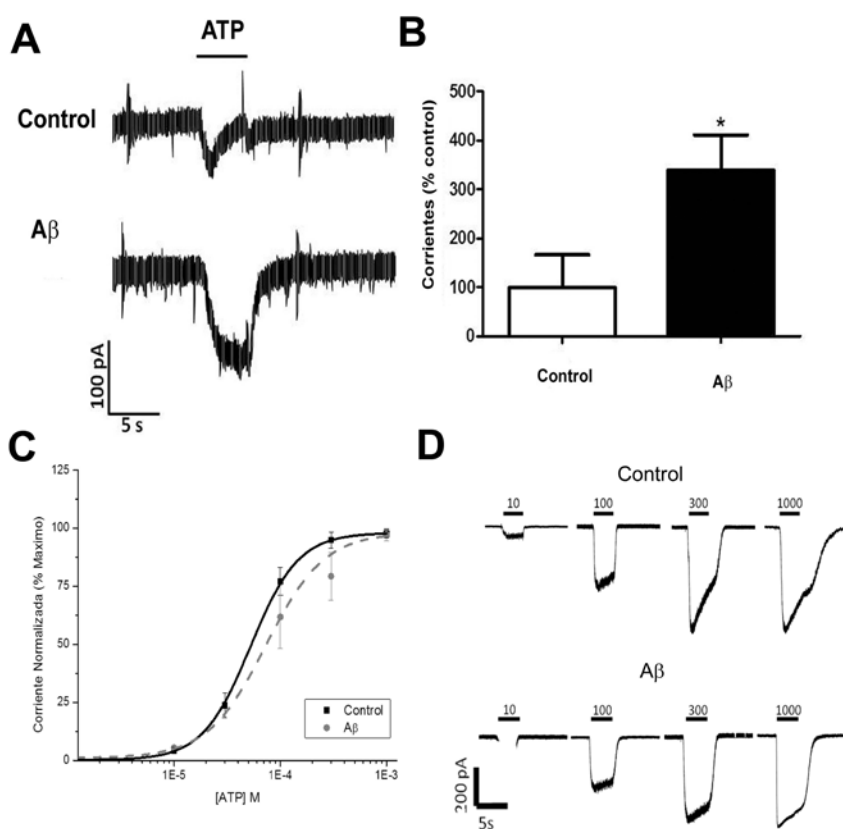 A
ATP
Control
Aβ
100 pA
5 s
B
Corrientes (% control)
500
400
300
200
100
0
*
Control
Aβ
C
Corriente Normalizada (% Maximo)
100
75
50
25
0
1E-5
1E-4
1E-3
[ATP] M
Control
Aβ
D
Control
10
100
300
1000
Aβ
10
100
300
1000
200 pA
5s